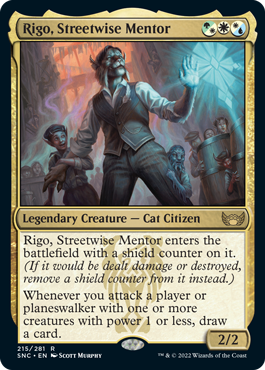 Rigo, Streetwise Mentor
Legendary Creature — Cat Citizen
Rigo, Streetwise Mentor enters the
battlefield with a shield counter on it.
(If it would be dealt damage or destroyed,
remove a shield counter from it instead.)
Whenever you attack a player or
planeswalker with one or more
creatures with power 1 or less, draw
a card.
2/2
215/281 R
SNC • EN Scott Murphy
™ & © 2022 Wizards of the Coast